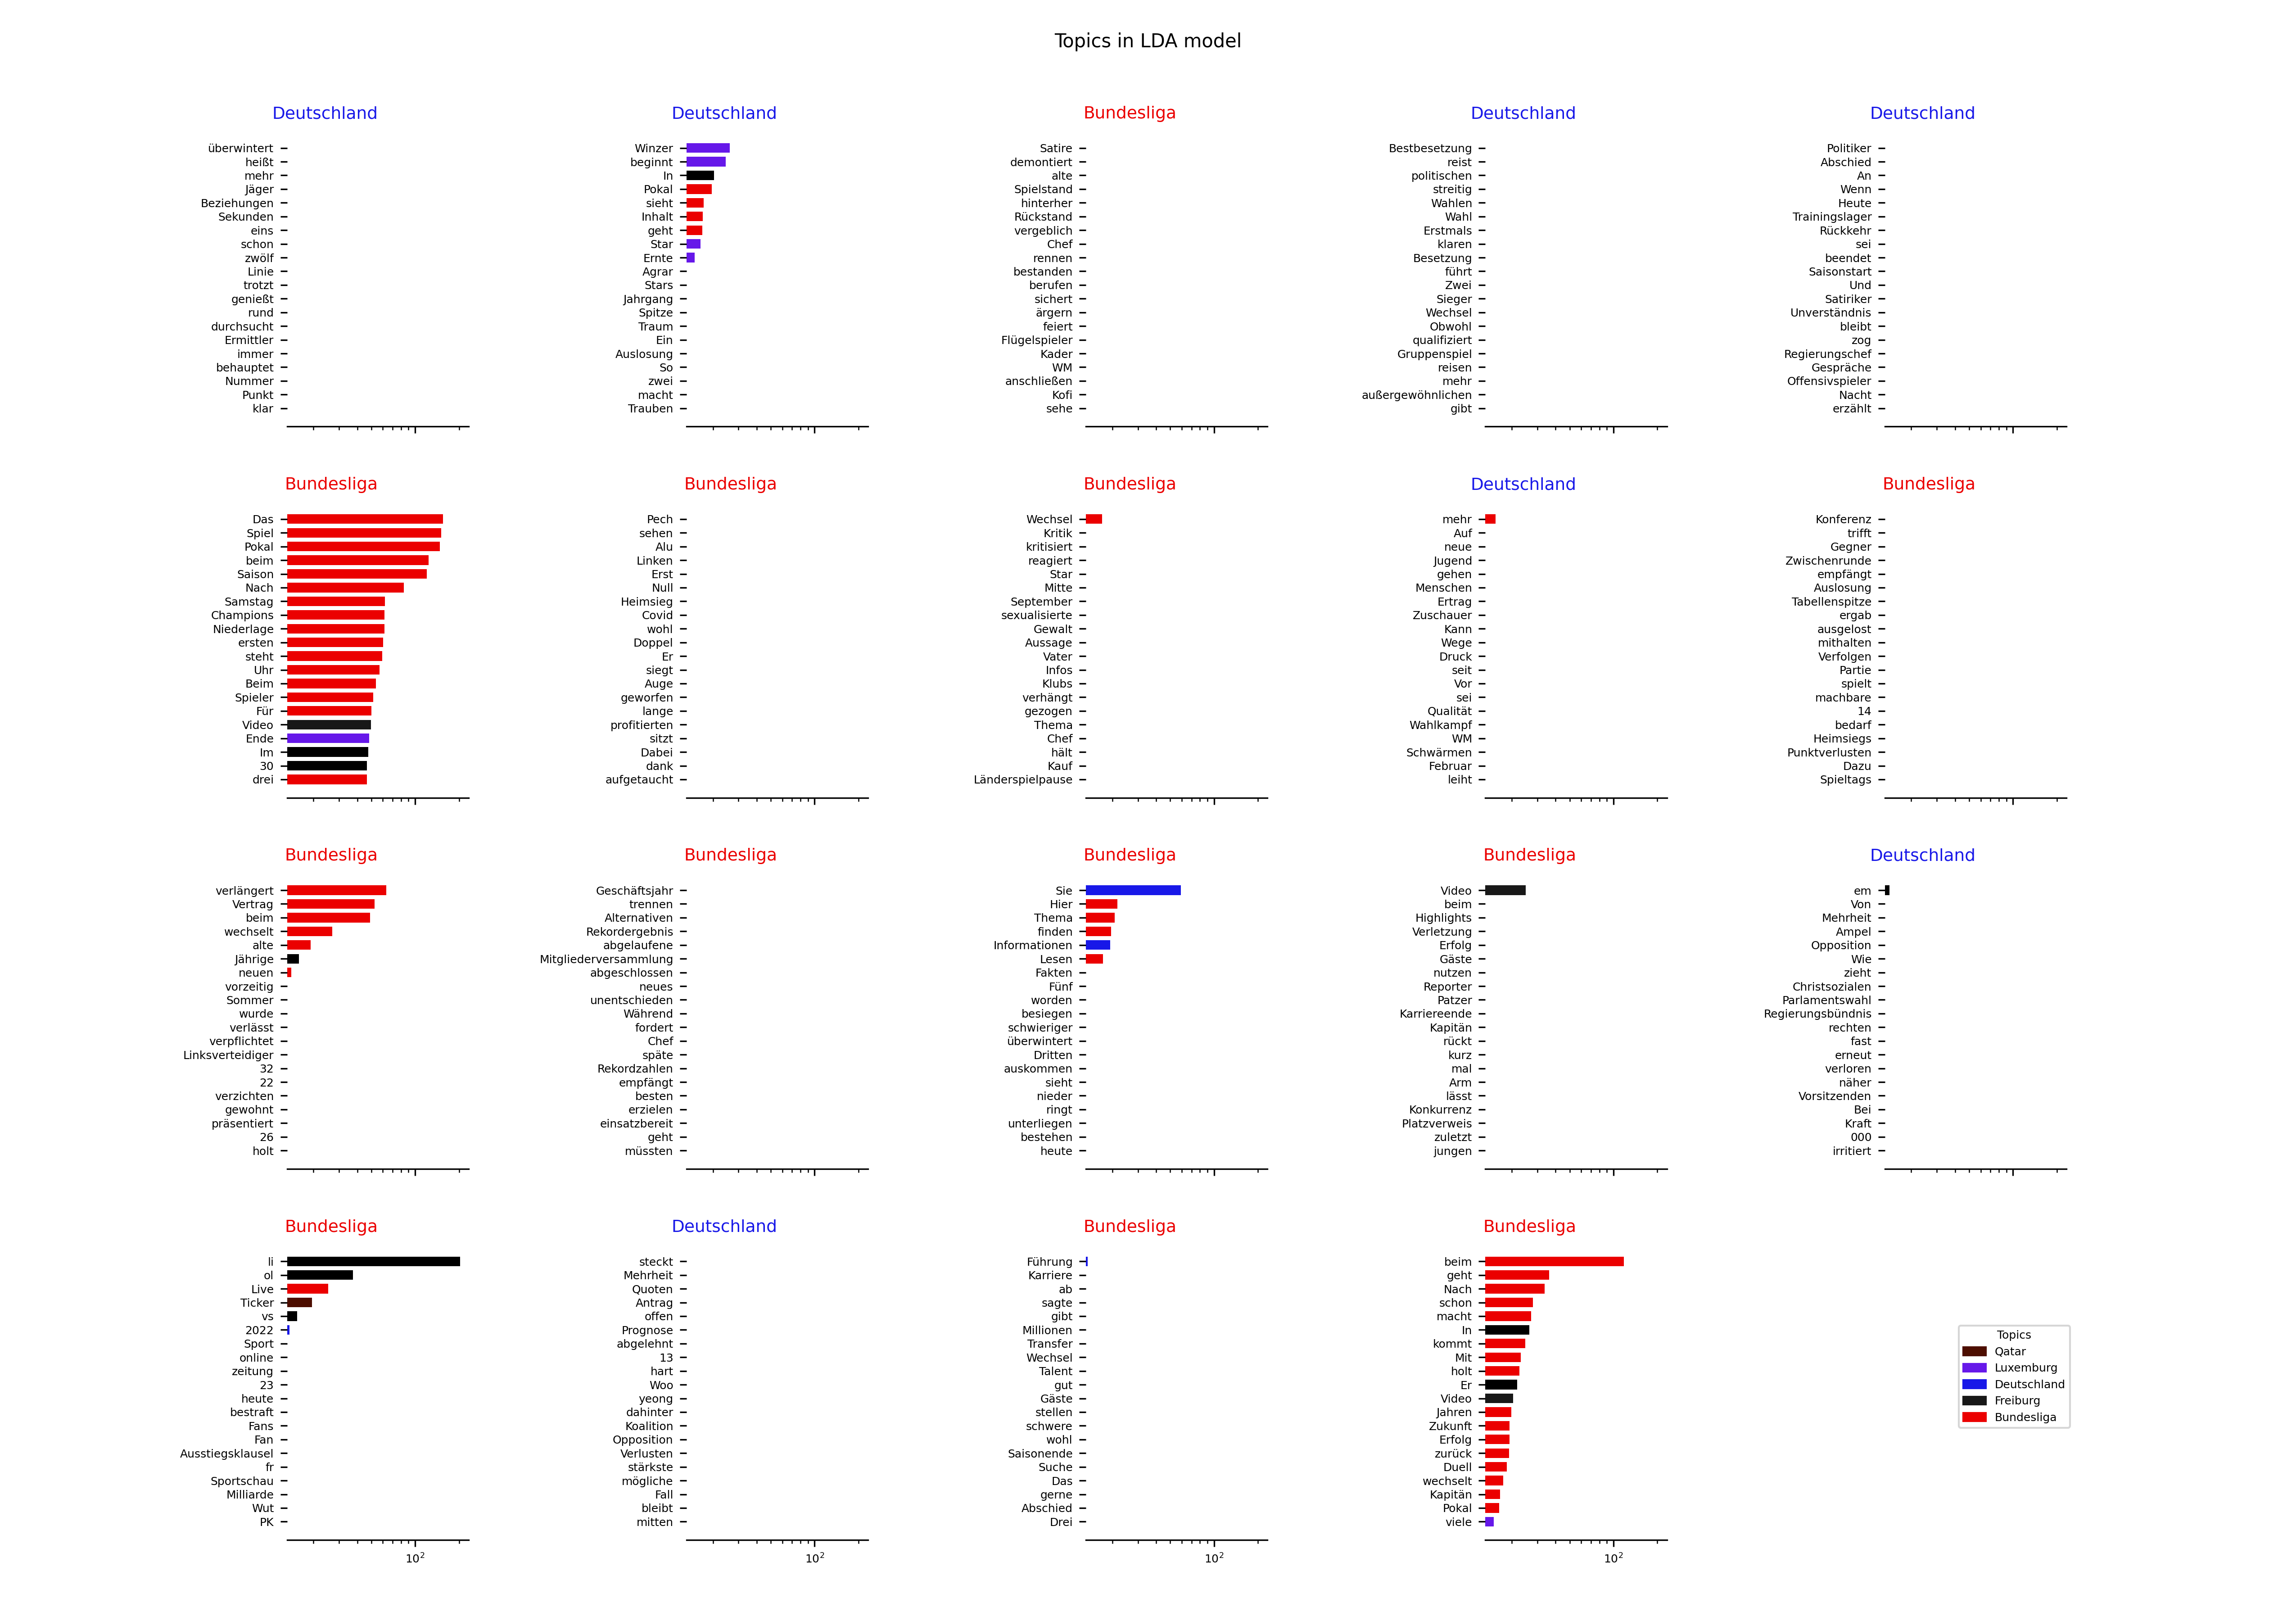 Topics in LDA model
Deutschland
überwintert
heißt
mehr
Jäger
Beziehungen
Sekunden
eins
schon
zwölf
Linie
trotzt
genießt
rund
durchsucht
Ermittler
immer
behauptet
Nummer
Punkt
klar
Deutschland
Winzer
beginnt
In
Pokal
sieht
Inhalt
geht
Star
Ernte
Agrar
Stars
Jahrgang
Spitze
Traum
Ein
Auslosung
So
zwei
macht
Trauben
Bundesliga
Satire
demontiert
alte
Spielstand
hinterher
Rückstand
vergeblich
Chef
rennen
bestanden
berufen
sichert
ärgern
feiert
Flügelspieler
Kader
WM
anschließen
Kofi
sehe
Deutschland
Bestbesetzung
reist
politischen
streitig
Wahlen
Wahl
Erstmals
klaren
Besetzung
führt
Zwei
Sieger
Wechsel
Obwohl
qualifiziert
Gruppenspiel
reisen
mehr
außergewöhnlichen
gibt
Deutschland
Politiker
Abschied
An
Wenn
Heute
Trainingslager
Rückkehr
sei
beendet
Saisonstart
Und
Satiriker
Unverständnis
bleibt
zog
Regierungschef
Gespräche
Offensivspieler
Nacht
erzählt
Bundesliga
Das
Spiel
Pokal
beim
Saison
Nach
Samstag
Champions
Niederlage
ersten
steht
Uhr
Beim
Spieler
Für
Video
Ende
Im
30
drei
Bundesliga
Pech
sehen
Alu
Linken
Erst
Null
Heimsieg
Covid
wohl
Doppel
Er
siegt
Auge
geworfen
lange
profitierten
sitzt
Dabei
dank
aufgetaucht
Bundesliga
Wechsel
Kritik
kritisiert
reagiert
Star
Mitte
September
sexualisierte
Gewalt
Aussage
Vater
Infos
Klubs
verhängt
gezogen
Thema
Chef
hält
Kauf
Länderspielpause
Deutschland
mehr
Auf
neue
Jugend
gehen
Menschen
Ertrag
Zuschauer
Kann
Wege
Druck
seit
Vor
sei
Qualität
Wahlkampf
WM
Schwärmen
Februar
leiht
Bundesliga
Konferenz
trifft
Gegner
Zwischenrunde
empfängt
Auslosung
Tabellenspitze
ergab
ausgelost
mithalten
Verfolgen
Partie
spielt
machbare
14
bedarf
Heimsiegs
Punktverlusten
Dazu
Spieltags
Bundesliga
verlängert
Vertrag
beim
wechselt
alte
Jährige
neuen
vorzeitig
Sommer
wurde
verlässt
verpflichtet
Linksverteidiger
32
22
verzichten
gewohnt
präsentiert
26
holt
Bundesliga
Geschäftsjahr
trennen
Alternativen
Rekordergebnis
abgelaufene
Mitgliederversammlung
abgeschlossen
neues
unentschieden
Während
fordert
Chef
späte
Rekordzahlen
empfängt
besten
erzielen
einsatzbereit
geht
müssten
Bundesliga
Sie
Hier
Thema
finden
Informationen
Lesen
Fakten
Fünf
worden
besiegen
schwieriger
überwintert
Dritten
auskommen
sieht
nieder
ringt
unterliegen
bestehen
heute
Bundesliga
Video
beim
Highlights
Verletzung
Erfolg
Gäste
nutzen
Reporter
Patzer
Karriereende
Kapitän
rückt
kurz
mal
Arm
lässt
Konkurrenz
Platzverweis
zuletzt
jungen
Deutschland
em
Von
Mehrheit
Ampel
Opposition
Wie
zieht
Christsozialen
Parlamentswahl
Regierungsbündnis
rechten
fast
erneut
verloren
näher
Vorsitzenden
Bei
Kraft
000
irritiert
Bundesliga
li
ol
Live
Ticker
vs
2022
Sport
online
zeitung
23
heute
bestraft
Fans
Fan
Ausstiegsklausel
fr
Sportschau
Milliarde
Wut
PK
10²
Deutschland
steckt
Mehrheit
Quoten
Antrag
offen
Prognose
abgelehnt
13
hart
Woo
yeong
dahinter
Koalition
Opposition
Verlusten
stärkste
mögliche
Fall
bleibt
mitten
10²
Bundesliga
Führung
Karriere
ab
sagte
gibt
Millionen
Transfer
Wechsel
Talent
gut
Gäste
stellen
schwere
wohl
Saisonende
Suche
Das
gerne
Abschied
Drei
10²
Bundesliga
beim
geht
Nach
schon
macht
In
kommt
Mit
holt
Er
Video
Jahren
Zukunft
Erfolg
zurück
Duell
wechselt
Kapitän
Pokal
viele
10²
Topics
Qatar
Luxemburg
Deutschland
Freiburg
Bundesliga